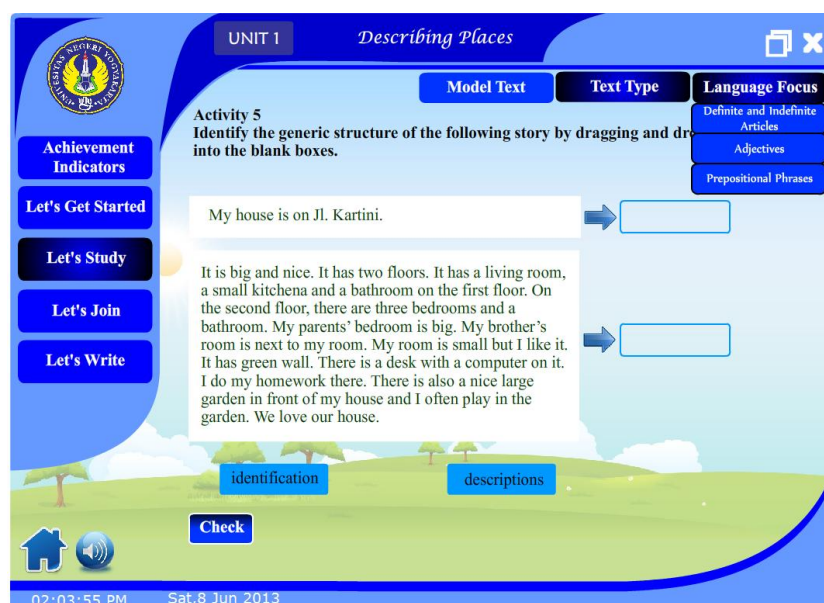 UNIT 1
Describing Places
UNIVERSITAS NEGERI YOGYAKARTA
Model Text
Text Type
Language Focus
Definite and Indefinite
Articles
Adjectives
Prepositional Phrases
Achievement
Indicators
Let's Get Started
Let's Study
Let's Join
Let's Write
Activity 5
Identify the generic structure of the following story by dragging and dro
into the blank boxes.
My house is on Jl. Kartini.
It is big and nice. It has two floors. It has a living room,
a small kitchena and a bathroom on the first floor. On
the second floor, there are three bedrooms and a
bathroom. My parents’ bedroom is big. My brother’s
room is next to my room. My room is small but I like it.
It has green wall. There is a desk with a computer on it.
I do my homework there. There is also a nice large
garden in front of my house and I often play in the
garden. We love our house.
identification
descriptions
Check
02:03:55 PM
Sat,8 Jun 2013